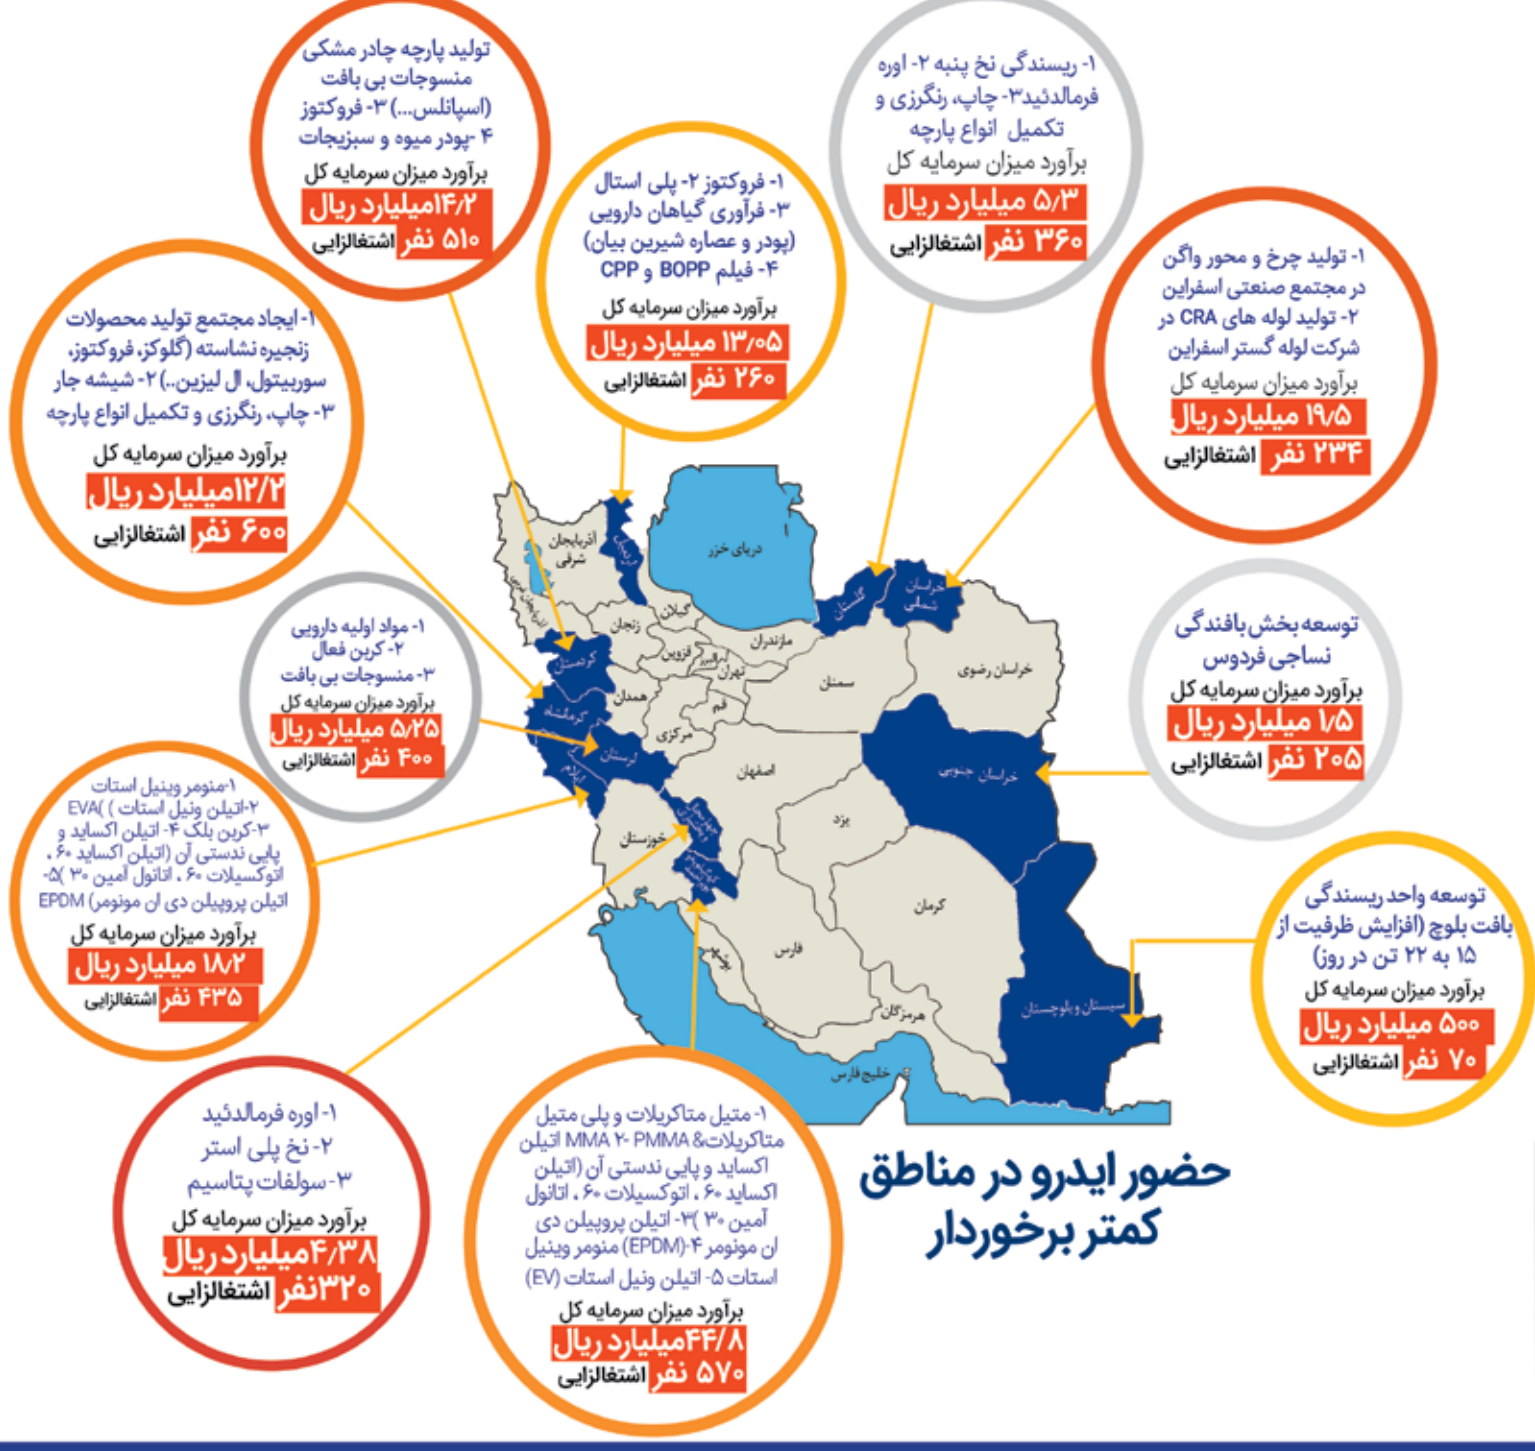 تولید پارچه چادر مشکی
منسوجات بی بافت
(اسپانلس...) ۳- فروکتوز
۴ -پودر میوه و سبزیجات
برآورد میزان سرمایه کل
۱۴/۲میلیارد ریال
۵۱۰ نفر اشتغالزایی
۱- ریسندگی نخ پنبه ۲- اوره
فرمالدئید۳- چاپ، رنگرزی و
تکمیل انواع پارچه
برآورد میزان سرمایه کل
۵/۳ میلیارد ریال
۳۶۰ نفر اشتغالزایی
۱- فروکتوز ۲- پلی استال
۳- فرآوری گیاهان دارویی
(پودر و عصاره شیرین بیان)
۴- فیلم BOPP و CPP
برآورد میزان سرمایه کل
۱۳/۰۵ میلیارد ریال
۲۶۰ نفر اشتغالزایی
۱- تولید چرخ و محور واگن
در مجتمع صنعتی اسفراین
۲- تولید لوله های CRA در
شرکت لوله گستر اسفراین
برآورد میزان سرمایه کل
۱۹/۵ میلیارد ریال
۲۳۴ نفر اشتغالزایی
۱- ایجاد مجتمع تولید محصولات
زنجیره نشاسته (گلوکز، فروکتوز،
سوربیتول، ال لیزین..) ۲- شیشه جار
۳- چاپ، رنگرزی و تکمیل انواع پارچه
برآورد میزان سرمایه کل
۱۲/۲میلیارد ریال
۶۰۰ نفر اشتغالزایی
۱- مواد اولیه دارویی
۲- کربن فعال
۳- منسوجات بی بافت
برآورد میزان سرمایه کل
۵/۲۵ میلیارد ریال
۴۰۰ نفر اشتغالزایی
توسعه بخش بافندگی
نساجی فردوس
برآورد میزان سرمایه کل
۱/۵ میلیارد ریال
۲۰۵ نفر اشتغالزایی
۱-منومر وینیل استات
۲-اتیلن ونیل استات ) )EVA
۳-کربن بلک ۴- اتیلن اکساید و
پایی ندستی آن (اتیلن اکساید ۶۰ ،
اتوکسیلات ۶۰ ، اتانول آمین ۳۰ )۵-
اتیلن پروپیلن دی ان مونومر) EPDM
برآورد میزان سرمایه کل
۱۸/۲ میلیارد ریال
۴۳۵ نفر اشتغالزایی
توسعه واحد ریسندگی
بافت بلوچ (افزایش ظرفیت از
۱۵ به ۲۲ تن در روز)
برآورد میزان سرمایه کل
۵۰۰ میلیارد ریال
۷۰ نفر اشتغالزایی
۱- اوره فرمالدئید
۲- نخ پلی استر
۳- سولفات پتاسیم
برآورد میزان سرمایه کل
۴/۳۸میلیارد ریال
۳۲۰نفر اشتغالزایی
۱- متیل متاکریلات و پلی متیل
متاکریلات& MMA ۲- PMMA اتیلن
اکساید و پایی ندستی آن (اتیلن
اکساید ۶۰ ، اتوکسیلات ۶۰ ، اتانول
آمین ۳۰ )۳- اتیلن پروپیلن دی
ان مونومر ۴-(EPDM) منومر وینیل
استات ۵- اتیلن ونیل استات (EV)
برآورد میزان سرمایه کل
۴۴/۸میلیارد ریال
۵۷۰ نفر اشتغالزایی
دریای خزر
آذربایجان
شرقی
آذربایجان غربی
اردبیل
گیلان
زنجان
مازندران
گلستان
خراسان
شمالی
خراسان رضوی
سمنان
البرز
تهران
قزوین
کردستان
همدان
قم
مرکزی
کرمانشاه
لرستان
ایلام
اصفهان
خراسان جنوبی
یزد
خوزستان
چهارمحال
و بختیاری
کهگیلویه و
بویراحمد
فارس
کرمان
بوشهر
هرمزگان
سیستان و بلوچستان
خلیج فارس
حضور ایدرو در مناطق
کمتر برخوردار